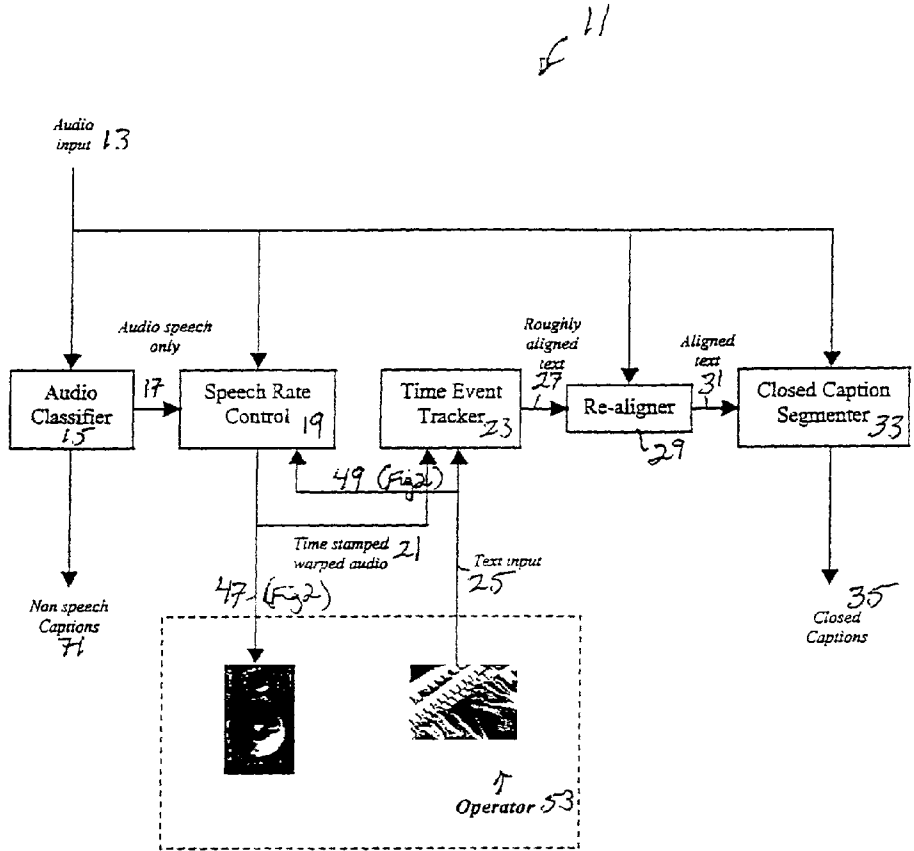 11
Audio
input 13
Audio speech
only
Roughly
aligned
text
27
Aligned
text
31
Audio
Classifier
15
17
Speech Rate
Control 19
Time Event
Tracker 23
Re-aligner
29
Closed Caption
Segmenter
33
49 (Fig2)
Time stamped
warped audio 21
Text input
25
47 (Fig2)
Non speech
Captions
71
35
Closed
Captions
Operator 53